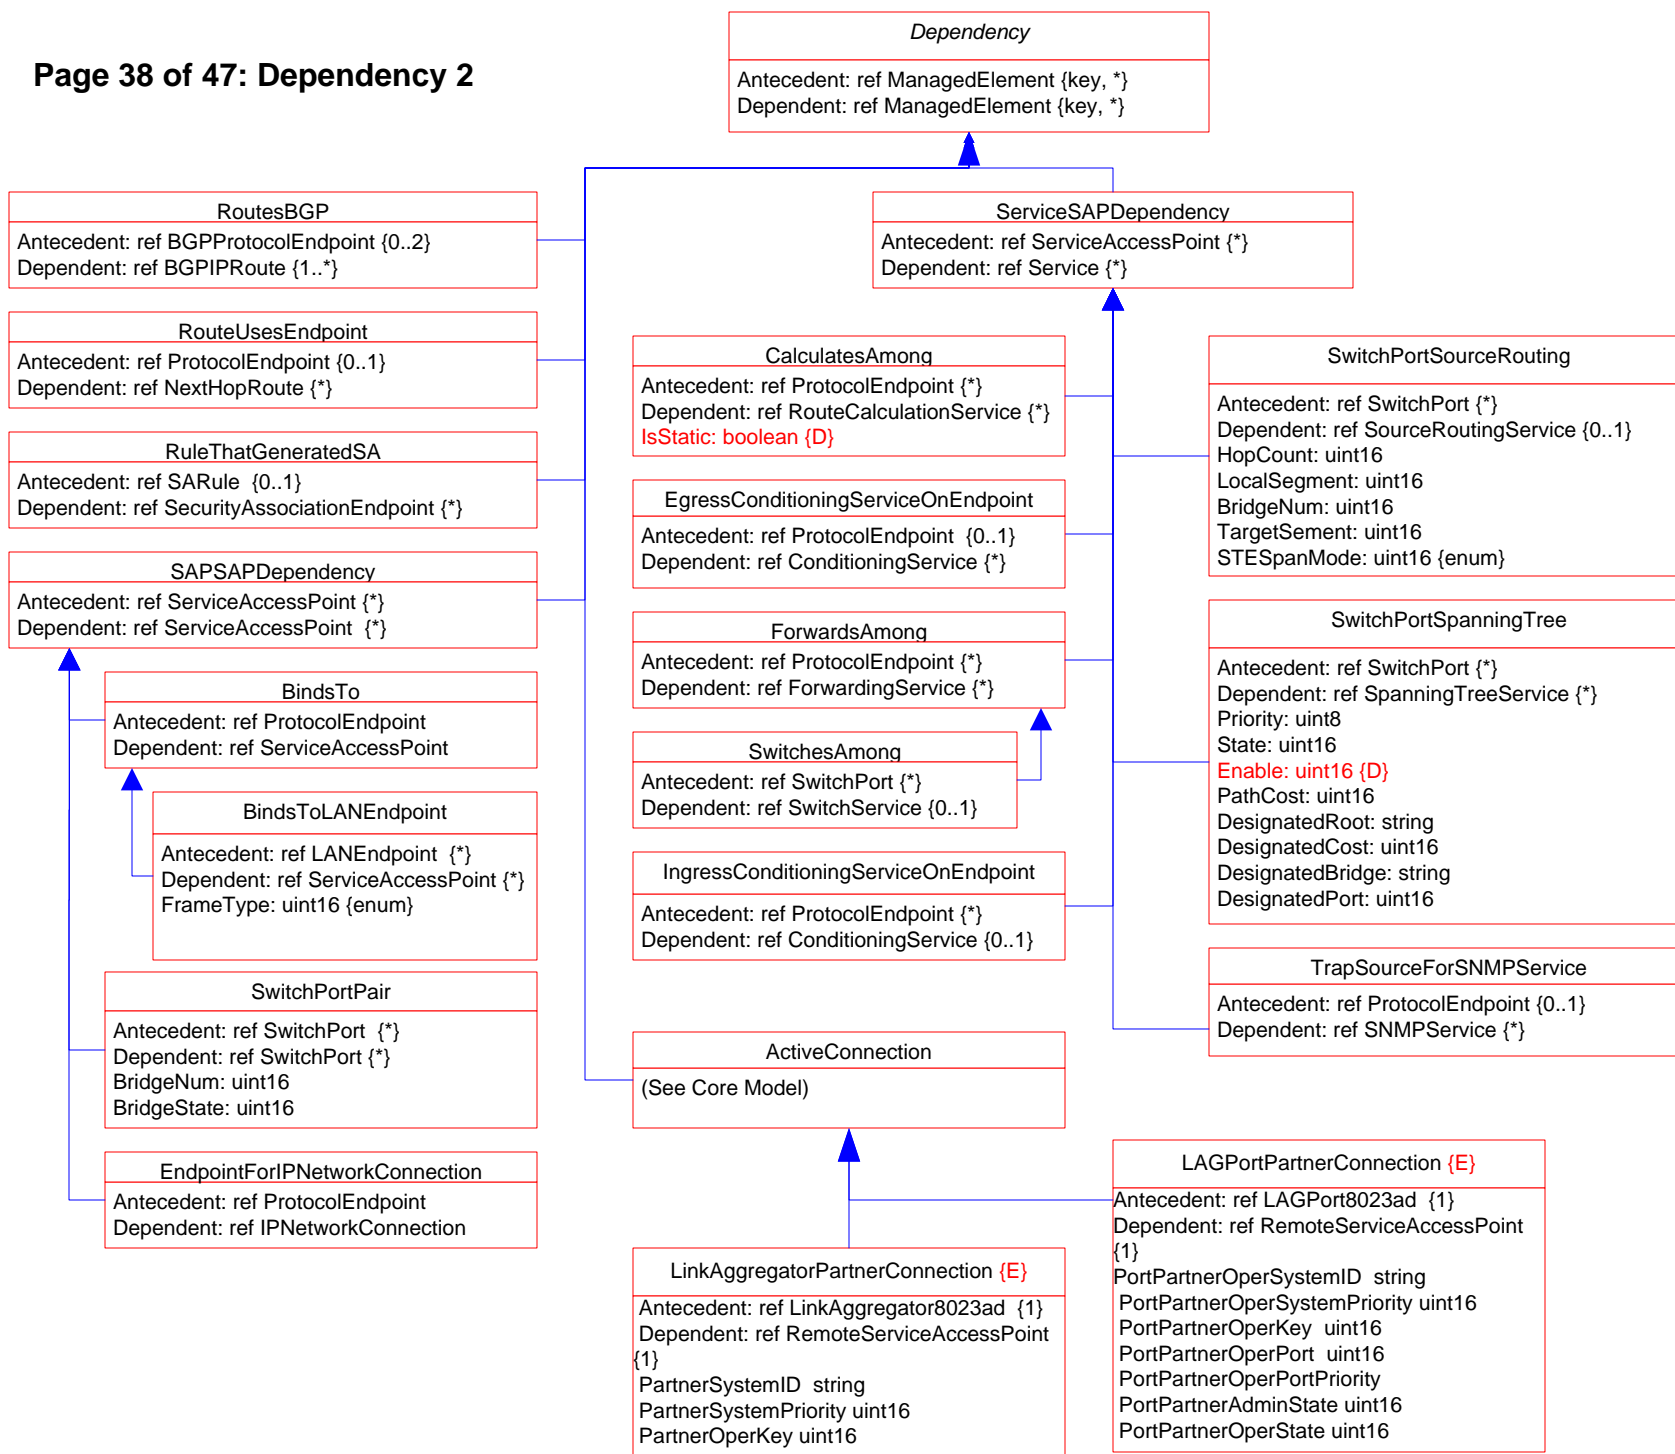 Page 38 of 47: Dependency 2
Dependency
Antecedent: ref ManagedElement {key, *}
Dependent: ref ManagedElement {key, *}
RoutesBGP
Antecedent: ref BGPProtocolEndpoint {0..2}
Dependent: ref BGPIPRoute {1..*}
RouteUsesEndpoint
Antecedent: ref ProtocolEndpoint {0..1}
Dependent: ref NextHopRoute {*}
RuleThatGeneratedSA
Antecedent: ref SARule {0..1}
Dependent: ref SecurityAssociationEndpoint {*}
SAPSAPDependency
Antecedent: ref ServiceAccessPoint {*}
Dependent: ref ServiceAccessPoint {*}
BindsTo
Antecedent: ref ProtocolEndpoint
Dependent: ref ServiceAccessPoint
BindsToLANEndpoint
Antecedent: ref LANEndpoint {*}
Dependent: ref ServiceAccessPoint {*}
FrameType: uint16 {enum}
SwitchPortPair
Antecedent: ref SwitchPort {*}
Dependent: ref SwitchPort {*}
BridgeNum: uint16
BridgeState: uint16
EndpointForIPNetworkConnection
Antecedent: ref ProtocolEndpoint
Dependent: ref IPNetworkConnection
ServiceSAPDependency
Antecedent: ref ServiceAccessPoint {*}
Dependent: ref Service {*}
CalculatesAmong
Antecedent: ref ProtocolEndpoint {*}
Dependent: ref RouteCalculationService {*}
IsStatic: boolean {D}
EgressConditioningServiceOnEndpoint
Antecedent: ref ProtocolEndpoint {0..1}
Dependent: ref ConditioningService {*}
ForwardsAmong
Antecedent: ref ProtocolEndpoint {*}
Dependent: ref ForwardingService {*}
SwitchesAmong
Antecedent: ref SwitchPort {*}
Dependent: ref SwitchService {0..1}
IngressConditioningServiceOnEndpoint
Antecedent: ref ProtocolEndpoint {*}
Dependent: ref ConditioningService {0..1}
SwitchPortSourceRouting
Antecedent: ref SwitchPort {*}
Dependent: ref SourceRoutingService {0..1}
HopCount: uint16
LocalSegment: uint16
BridgeNum: uint16
TargetSement: uint16
STESpanMode: uint16 {enum}
SwitchPortSpanningTree
Antecedent: ref SwitchPort {*}
Dependent: ref SpanningTreeService {*}
Priority: uint8
State: uint16
Enable: uint16 {D}
PathCost: uint16
DesignatedRoot: string
DesignatedCost: uint16
DesignatedBridge: string
DesignatedPort: uint16
TrapSourceForSNMPService
Antecedent: ref ProtocolEndpoint {0..1}
Dependent: ref SNMPService {*}
ActiveConnection
(See Core Model)
LinkAggregatorPartnerConnection {E}
Antecedent: ref LinkAggregator8023ad {1}
Dependent: ref RemoteServiceAccessPoint
{1}
PartnerSystemID string
PartnerSystemPriority uint16
PartnerOperKey uint16
LAGPortPartnerConnection {E}
Antecedent: ref LAGPort8023ad {1}
Dependent: ref RemoteServiceAccessPoint
{1}
PortPartnerOperSystemID string
PortPartnerOperSystemPriority uint16
PortPartnerOperKey uint16
PortPartnerOperPort uint16
PortPartnerOperPortPriority
PortPartnerAdminState uint16
PortPartnerOperState uint16